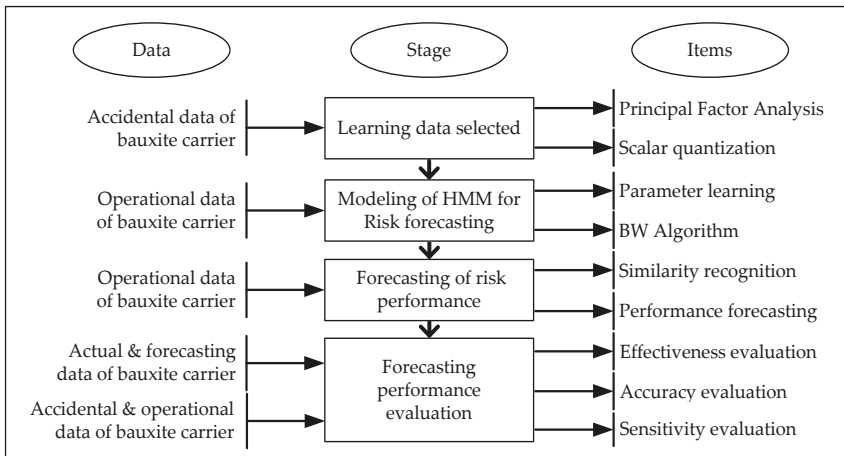 Data
Stage
Items
Accidental data of
bauxite carrier
Learning data selected
Principal Factor Analysis
Scalar quantization
Operational data
of bauxite carrier
Modeling of HMM for
Risk forecasting
Parameter learning
BW Algorithm
Operational data
of bauxite carrier
Forecasting of risk
performance
Similarity recognition
Performance forecasting
Actual & forecasting
data of bauxite carrier
Accidental & operational
data of bauxite carrier
Forecasting
performance
evaluation
Effectiveness evaluation
Accuracy evaluation
Sensitivity evaluation